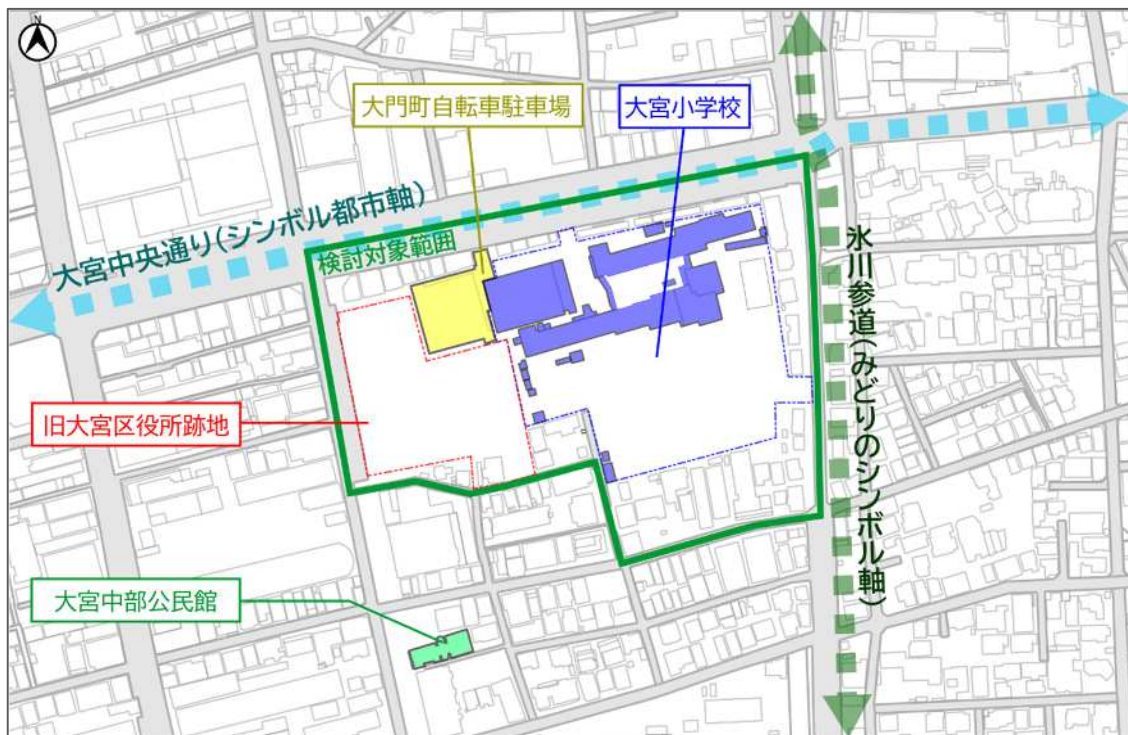 N
大門町自転車駐車場
大宮小学校
大宮中央通り(シンボル都市軸)
検討対象範囲
氷川参道(みどりのシンボル軸)
旧大宮区役所跡地
大宮中部公民館